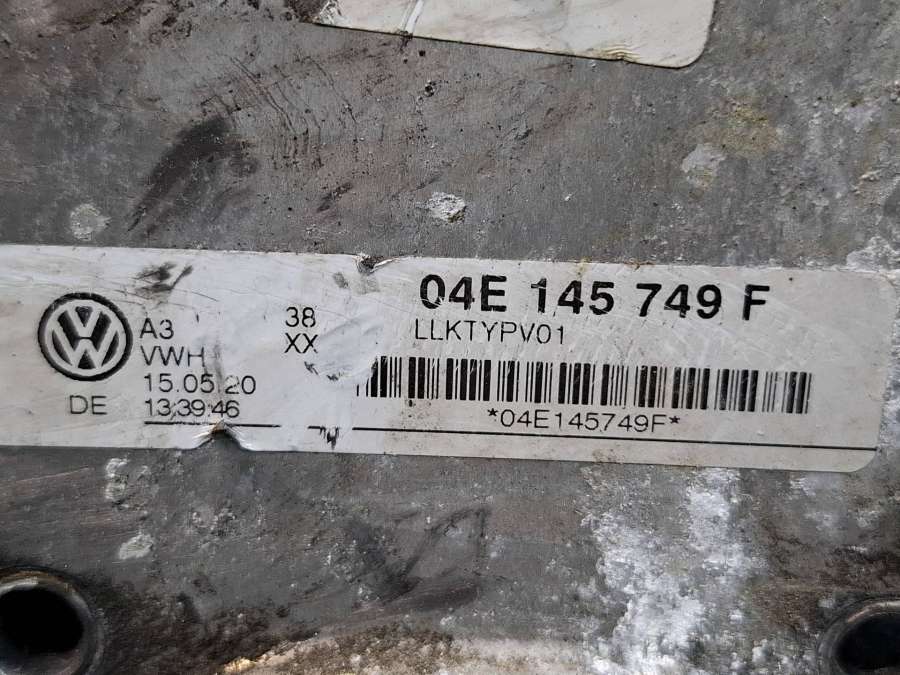 04E 145 749 F
LLKTYPV01
A3 38
VWH XX
15.05.20
DE 13:39:46
*04E145749F*